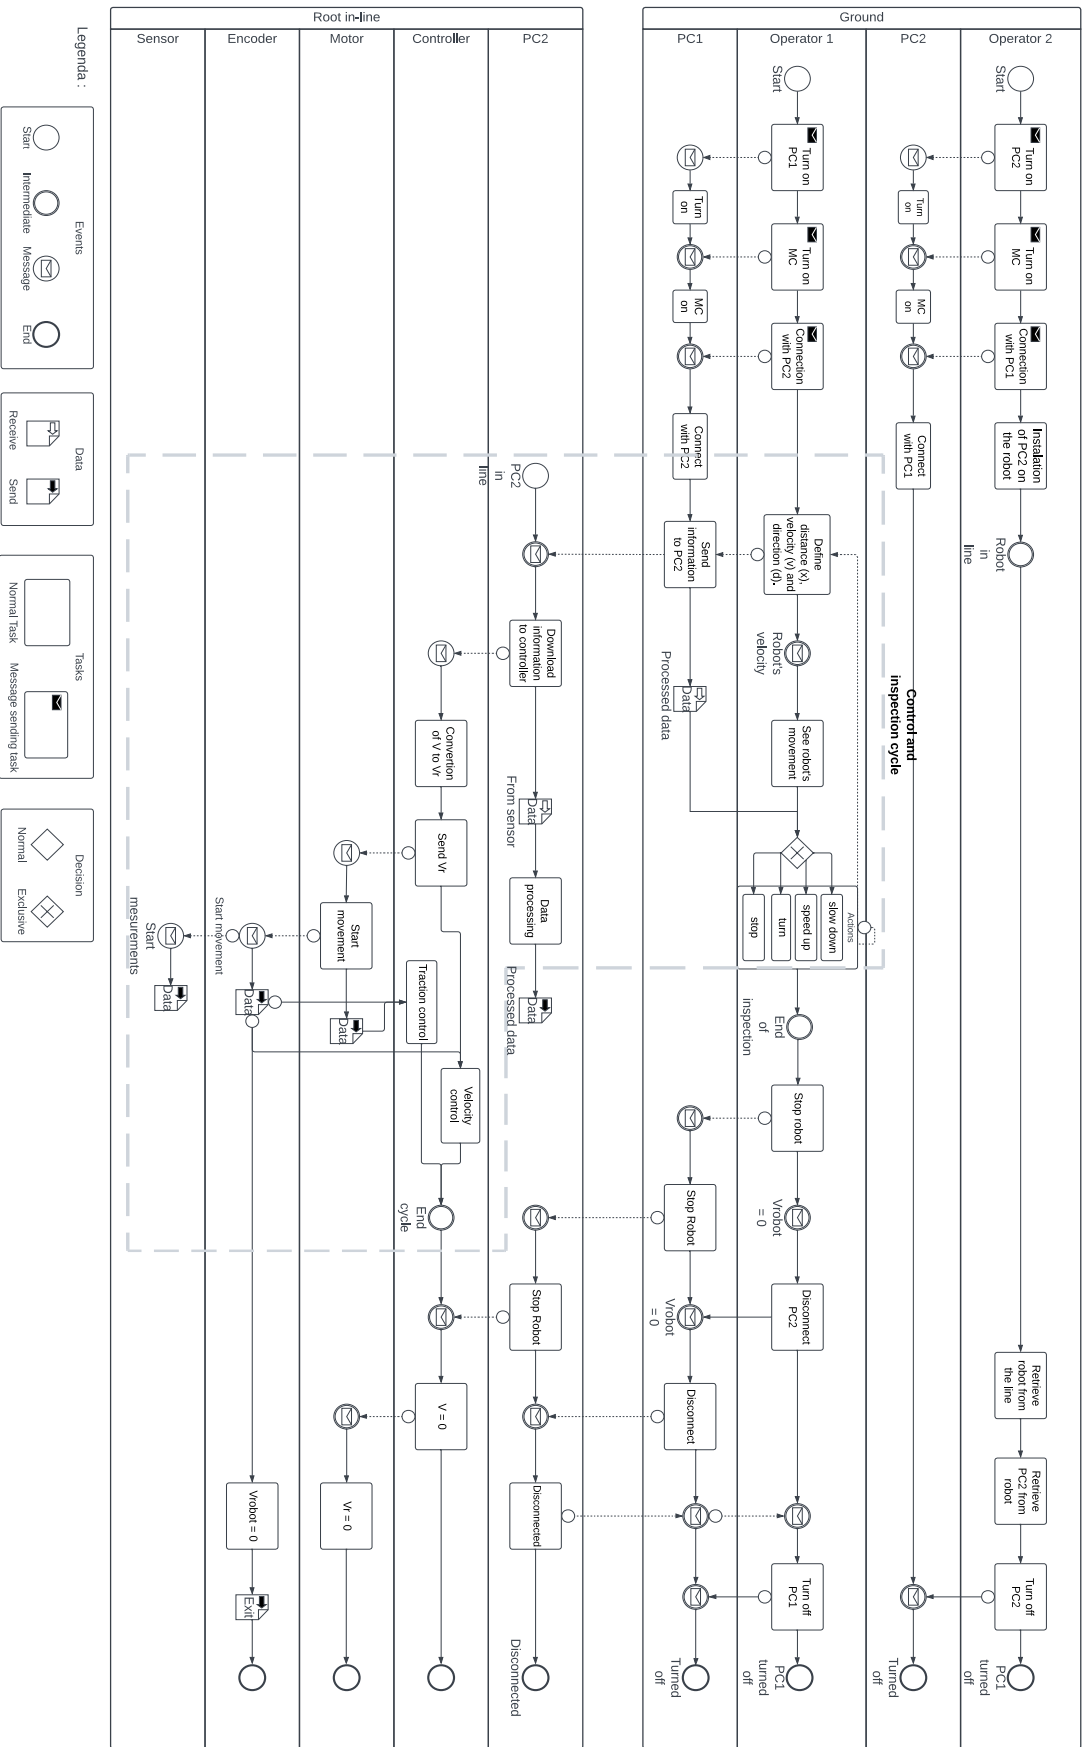 Root in-line
Ground
Sensor
Encoder
Motor
Controller
PC2
PC1
Operator 1
PC2
Operator 2
Start
Turn on
PC2
Turn on
MC
Connection
with PC1
Instalation
of PC2 on
the robot
Robot
in
line
Retrieve
robot from
the line
Retrieve
PC2 from
robot
Turn off
PC2
PC1
turned
off
Turn
on
MC
on
Connect
with PC1
Control and
inspection cycle
Turned
off
Start
Turn on
PC1
Turn on
MC
Connection
with PC2
Define
distance (x),
velocity (v) and
direction (d).
Robot's
velocity
See robot's
movement
Actions
slow down
speed up
turn
stop
End
of
inspection
Stop robot
Vrobot
= 0
Disconnect
PC2
Turn off
PC1
PC1
turned
off
Turn
on
MC
on
Connect
with PC2
Send
information
to PC2
Data
Processed data
Stop Robot
Vrobot
= 0
Disconnect
Turned
off
PC2
in
line
Download
information
to controller
Data
From sensor
Data
processing
Data
Processed data
Stop Robot
Disconnected
Disconnected
Convertion
of V to Vr
Send Vr
Traction control
Velocity
control
End
cycle
V = 0
Start
movement
Data
Vr = 0
Start movement
Data
Vrobot = 0
Exit
Start
mesurements
Data
Legenda :
Events
Start
Intermediate
Message
End
Data
Receive
Send
Tasks
Normal Task
Message sending task
Decision
Normal
Exclusive